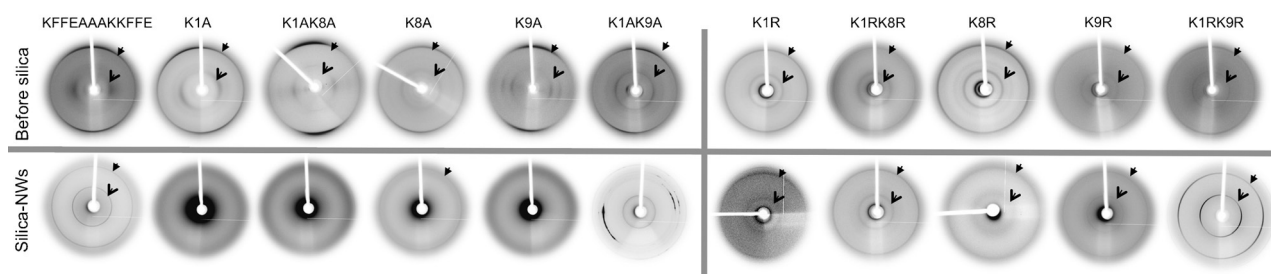 KFFEAAAKKFFE K1A K1AK8A K8A K9A K1AK9A K1R K1RK8R K8R K9R K1RK9R
Before silica
Silica-NWs